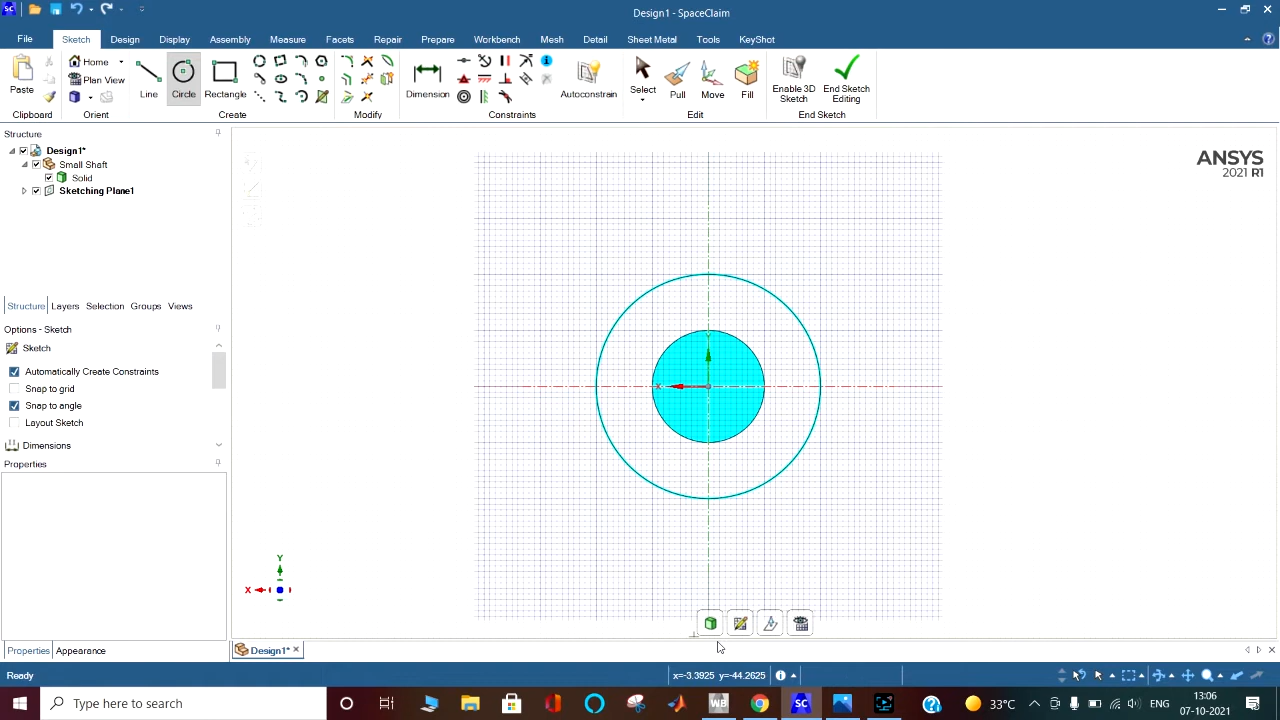 SC
Design1 - SpaceClaim
File Sketch Design Display Assembly Measure Facets Repair Prepare Workbench Mesh Detail Sheet Metal Tools KeyShot
Paste
Home
Plan View
Line
Circle
Rectangle
Dimension
Autoconstrain
Select
Pull
Move
Fill
Enable 3D
Sketch
End Sketch
Editing
Clipboard Orient Create Modify Constraints Edit End Sketch
Structure
Design1*
Small Shaft
Solid
Sketching Plane1
ANSYS
2021 R1
Structure Layers Selection Groups Views
Options - Sketch
Sketch
Automatically Create Constraints
Snap to grid
Snap to angle
Layout Sketch
Dimensions
Properties
Y
X
Y
X
Properties Appearance
Design1*
Ready
x=-3.3925 y=-44.2625
Type here to search
WB
SC
33°C
ENG
13:06
07-10-2021